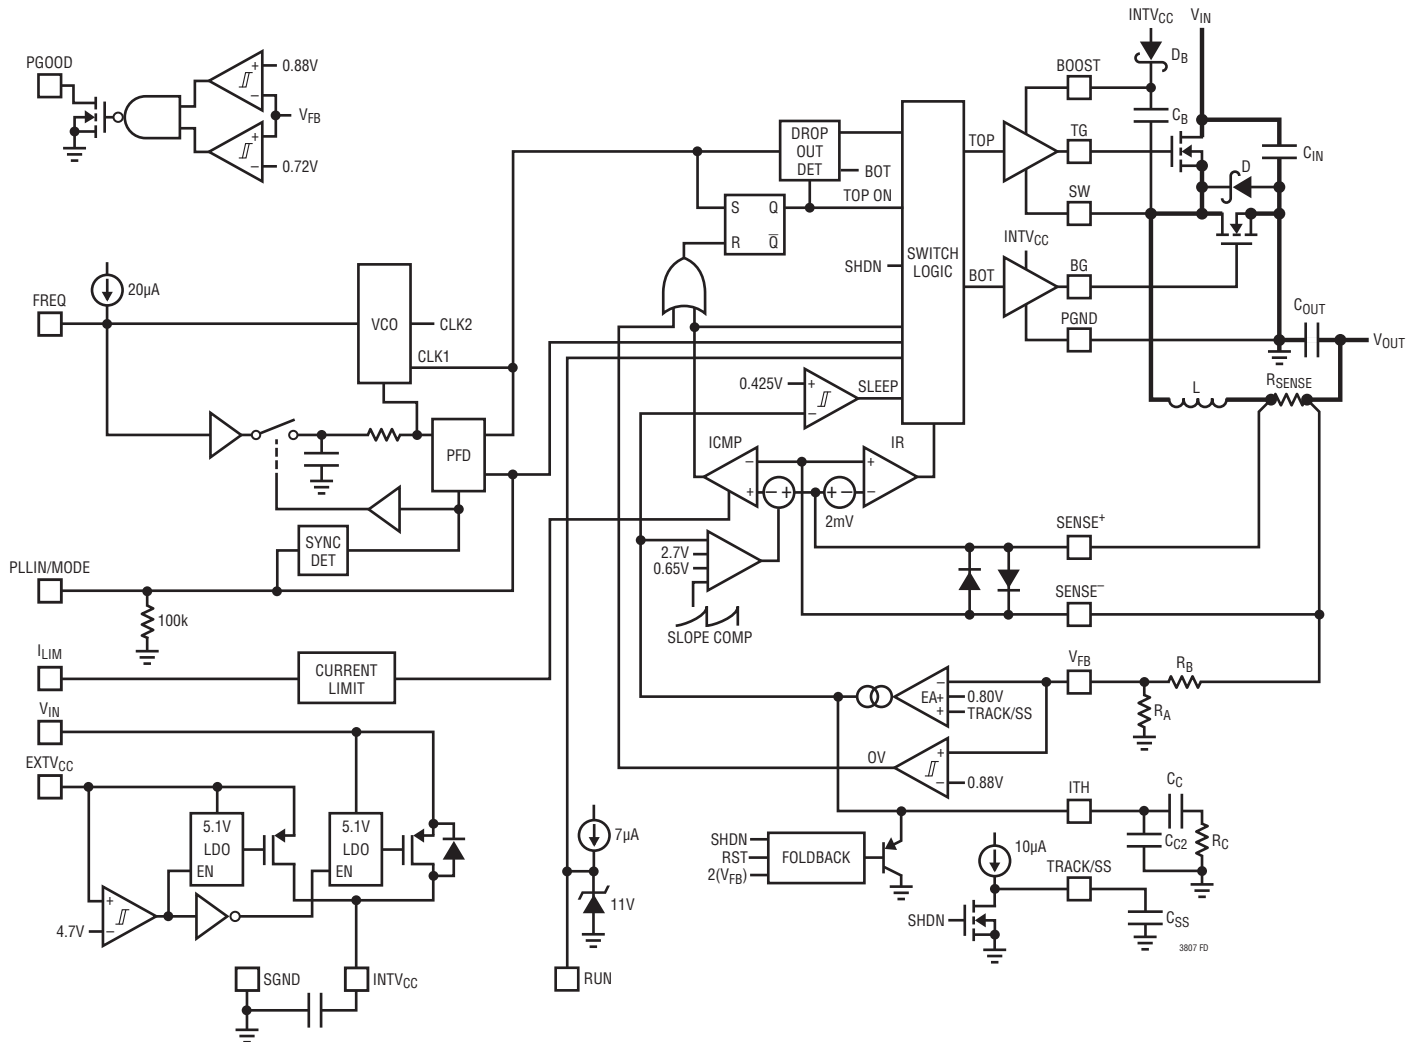 PGOOD
+
–
0.88V
VFB
+
–
0.72V
FREQ
20µA
VCO
CLK2
CLK1
PFD
SYNC
DET
PLLIN/MODE
100k
ILIM
CURRENT
LIMIT
VIN
EXTVCC
5.1V
LDO
EN
5.1V
LDO
EN
+
–
4.7V
SGND
INTVCC
RUN
7µA
11V
S
Q
R
Q̅
DROP
OUT
DET
BOT
TOP ON
SHDN
SWITCH
LOGIC
0.425V
+
–
SLEEP
ICMP
–
+
– +
+ –
2mV
IR
+
–
2.7V
0.65V
SLOPE COMP
TOP
BOT
INTVCC
BOOST
TG
SW
BG
PGND
INTVCC
VIN
DB
CB
CIN
D
COUT
VOUT
L
RSENSE
SENSE+
SENSE–
VFB
RB
RA
EA
–
+
+
0.80V
TRACK/SS
OV
+
–
0.88V
ITH
CC
CC2
RC
SHDN
RST
2(VFB)
FOLDBACK
10µA
TRACK/SS
SHDN
CSS
3807 FD